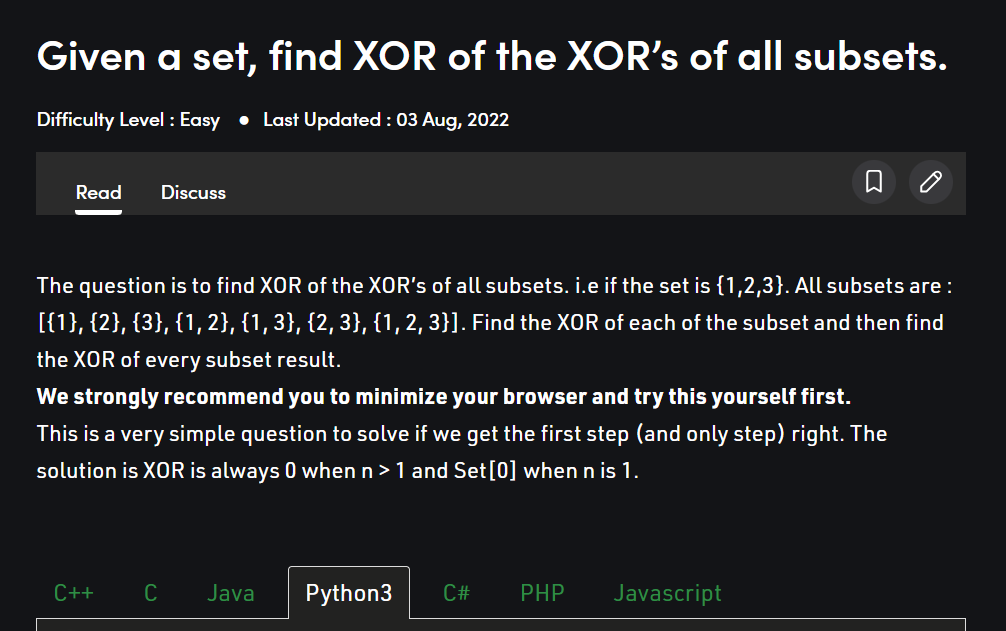 Given a set, find XOR of the XOR’s of all subsets.
Difficulty Level : Easy ● Last Updated : 03 Aug, 2022
Read Discuss
The question is to find XOR of the XOR’s of all subsets. i.e if the set is {1,2,3}. All subsets are :
[{1}, {2}, {3}, {1, 2}, {1, 3}, {2, 3}, {1, 2, 3}]. Find the XOR of each of the subset and then find
the XOR of every subset result.
We strongly recommend you to minimize your browser and try this yourself first.
This is a very simple question to solve if we get the first step (and only step) right. The
solution is XOR is always 0 when n > 1 and Set[0] when n is 1.
C++ C Java Python3 C# PHP Javascript